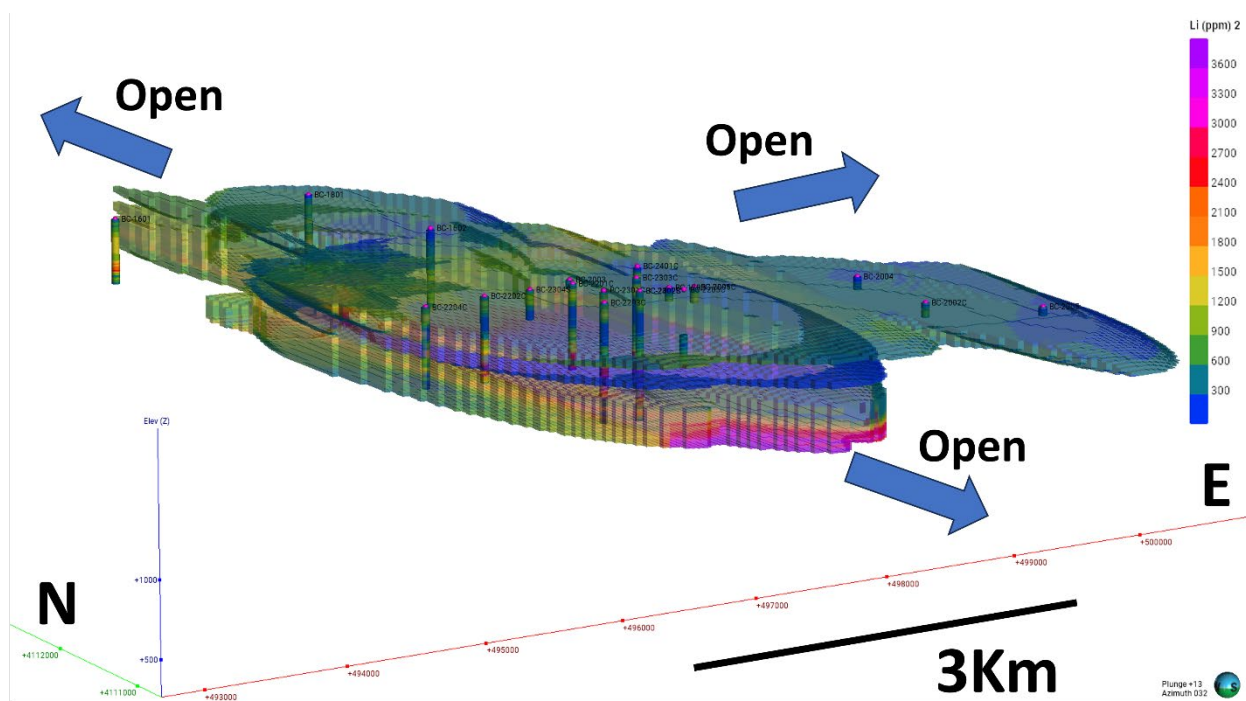 Li (ppm) 2
3600
3300
3000
2700
2400
2100
1800
1500
1200
900
600
300
Open
Open
BC-1801
BC-1601
BC-1602
BC-2401C
BC-2003
BC-2303C
BC-2004
BC-2202C
BC-2002C
BC-2204C
Open
E
Elev (Z)
+1000
+500
N
+4112000
+4111000
+493000
+494000
+495000
+496000
+497000
+498000
+499000
+500000
3Km
Plunge +13
Azimuth 032